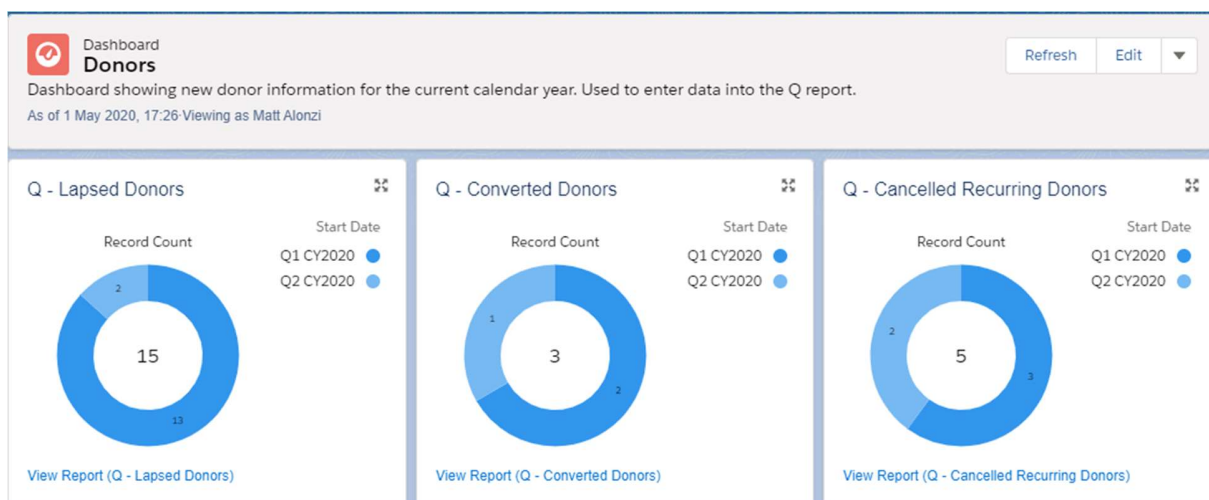 Dashboard
Donors
Refresh
Edit
Dashboard showing new donor information for the current calendar year. Used to enter data into the Q report.
As of 1 May 2020, 17:26·Viewing as Matt Alonzi
Q - Lapsed Donors
Start Date
Record Count
Q1 CY2020
Q2 CY2020
2
15
13
View Report (Q - Lapsed Donors)
Q - Converted Donors
Start Date
Record Count
Q1 CY2020
Q2 CY2020
1
3
2
View Report (Q - Converted Donors)
Q - Cancelled Recurring Donors
Start Date
Record Count
Q1 CY2020
Q2 CY2020
2
5
3
View Report (Q - Cancelled Recurring Donors)